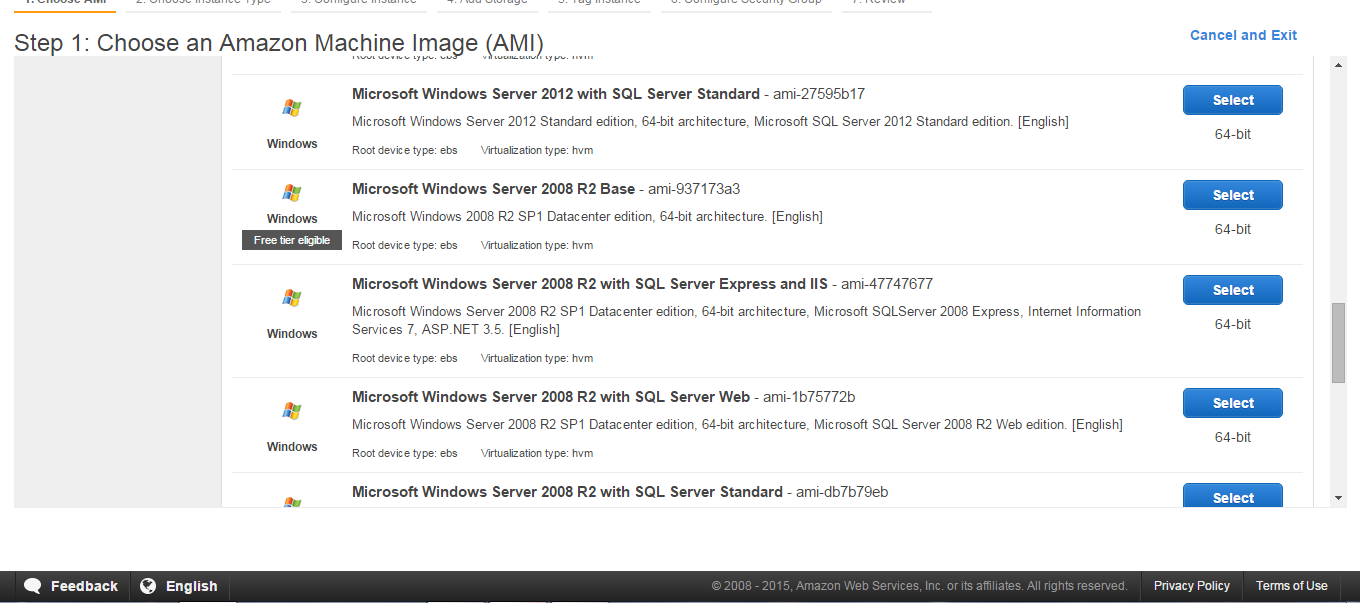 1. Choose AMI 2. Choose Instance Type 3. Configure Instance 4. Add Storage 5. Tag Instance 6. Configure Security Group 7. Review
Step 1: Choose an Amazon Machine Image (AMI)
Cancel and Exit
Root device type: ebs Virtualization type: hvm
Windows
Microsoft Windows Server 2012 with SQL Server Standard - ami-27595b17
Microsoft Windows Server 2012 Standard edition, 64-bit architecture, Microsoft SQL Server 2012 Standard edition. [English]
Root device type: ebs Virtualization type: hvm
Select
64-bit
Windows
Free tier eligible
Microsoft Windows Server 2008 R2 Base - ami-937173a3
Microsoft Windows 2008 R2 SP1 Datacenter edition, 64-bit architecture. [English]
Root device type: ebs Virtualization type: hvm
Select
64-bit
Windows
Microsoft Windows Server 2008 R2 with SQL Server Express and IIS - ami-47747677
Microsoft Windows Server 2008 R2 SP1 Datacenter edition, 64-bit architecture, Microsoft SQLServer 2008 Express, Internet Information
Services 7, ASP.NET 3.5. [English]
Root device type: ebs Virtualization type: hvm
Select
64-bit
Windows
Microsoft Windows Server 2008 R2 with SQL Server Web - ami-1b75772b
Microsoft Windows Server 2008 R2 SP1 Datacenter edition, 64-bit architecture, Microsoft SQL Server 2008 R2 Web edition. [English]
Root device type: ebs Virtualization type: hvm
Select
64-bit
Microsoft Windows Server 2008 R2 with SQL Server Standard - ami-db7b79eb
Select
Feedback English
© 2008 - 2015, Amazon Web Services, Inc. or its affiliates. All rights reserved. Privacy Policy Terms of Use